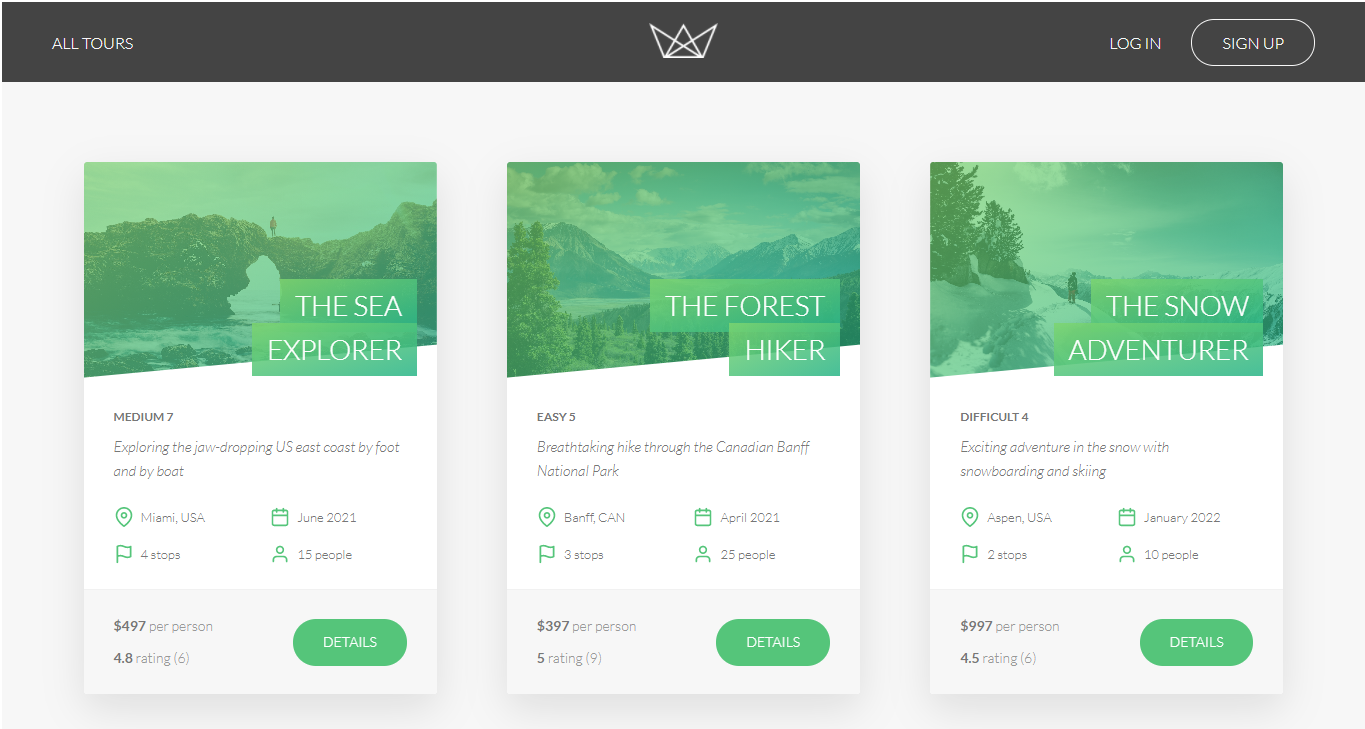 ALL TOURS
LOG IN
SIGN UP
THE SEA
EXPLORER
MEDIUM 7
Exploring the jaw-dropping US east coast by foot
and by boat
Miami, USA
June 2021
4 stops
15 people
$497 per person
4.8 rating (6)
DETAILS
THE FOREST
HIKER
EASY 5
Breathtaking hike through the Canadian Banff
National Park
Banff, CAN
April 2021
3 stops
25 people
$397 per person
5 rating (9)
DETAILS
THE SNOW
ADVENTURER
DIFFICULT 4
Exciting adventure in the snow with
snowboarding and skiing
Aspen, USA
January 2022
2 stops
10 people
$997 per person
4.5 rating (6)
DETAILS